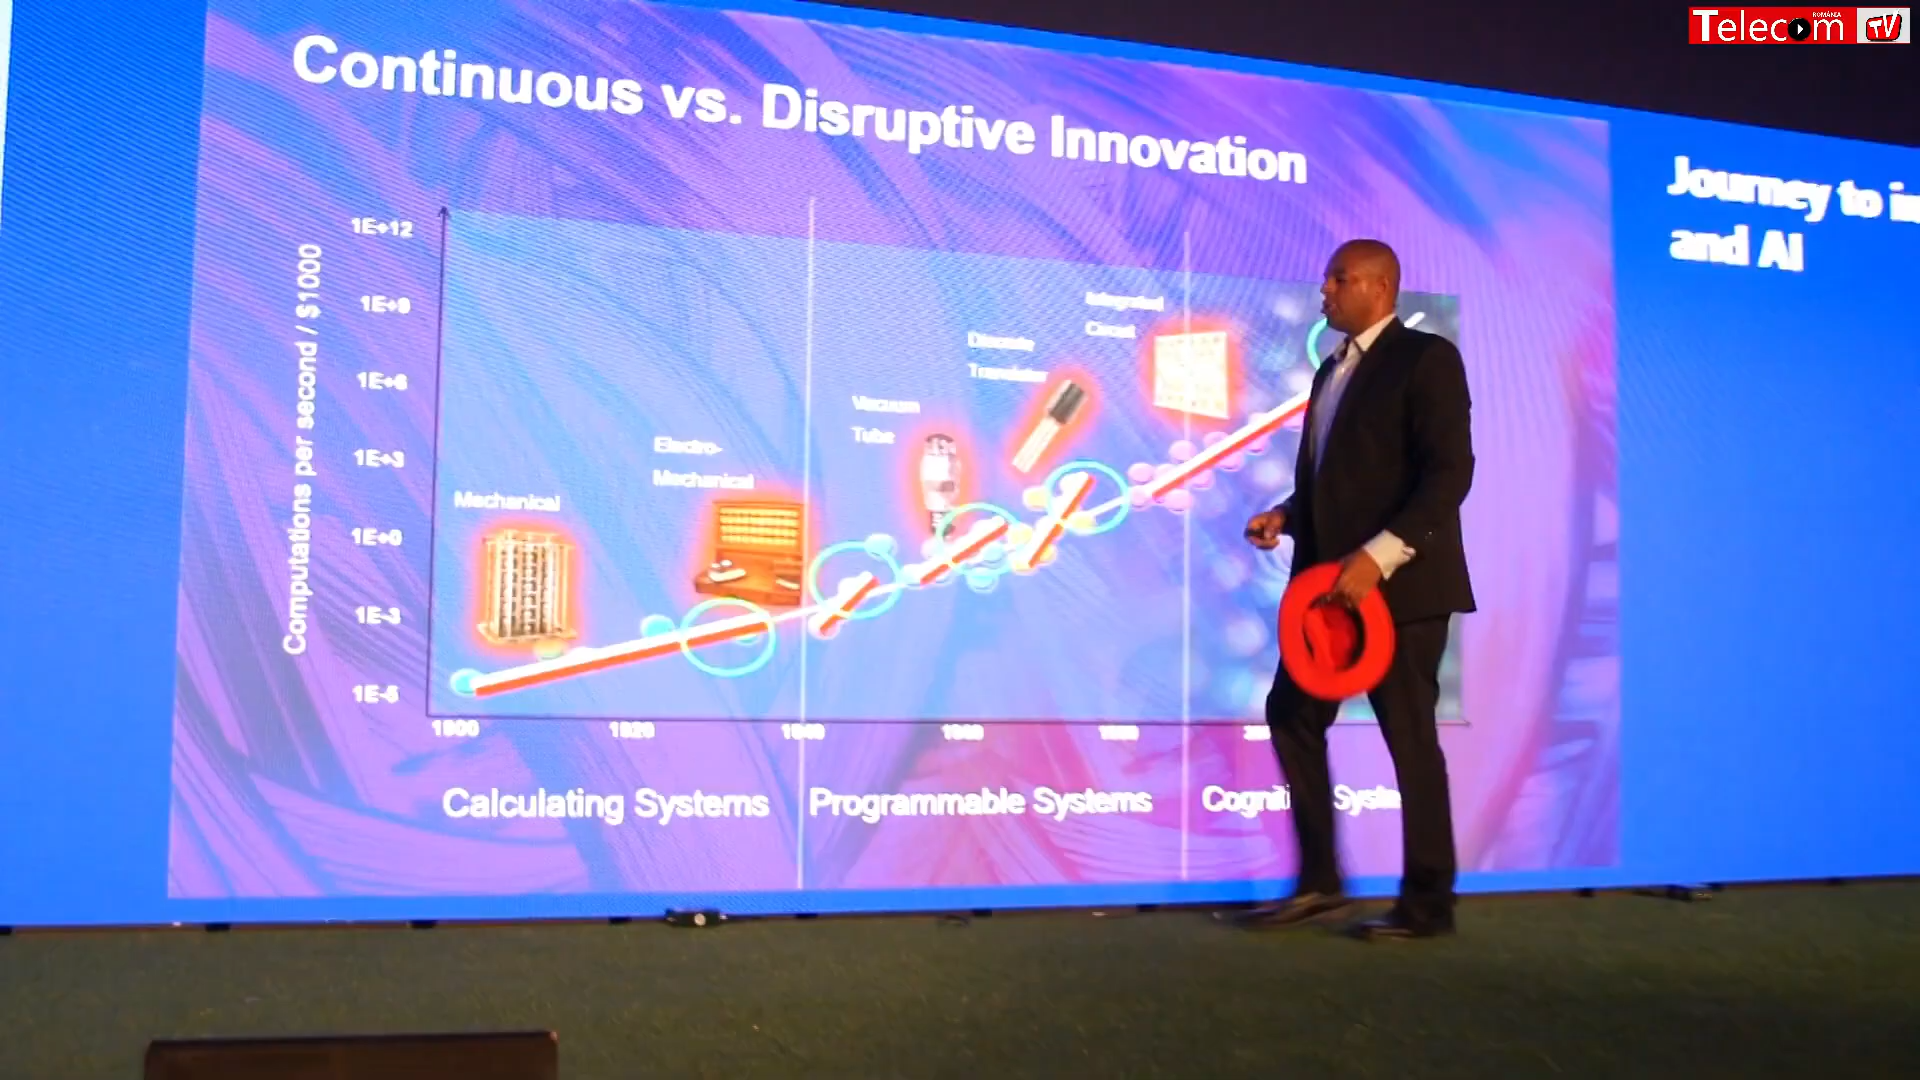 Telecom TV
ROMÂNIA
Continuous vs. Disruptive Innovation
Journey to
and AI
Computations per second / $1000
1E+12
1E+9
1E+6
1E+3
1E+0
1E-3
1E-5
Mechanical
Electro-
Mechanical
Vacuum
Tube
Discrete
Transistor
Integrated
Circuit
1900
1920
1940
1960
1980
Calculating Systems
Programmable Systems